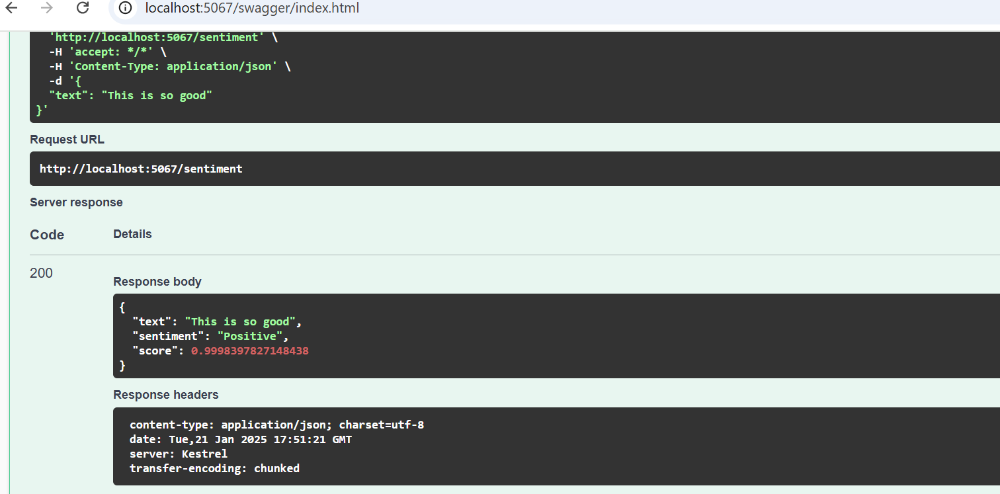 localhost:5067/swagger/index.html
'http://localhost:5067/sentiment' \
-H 'accept: */*' \
-H 'Content-Type: application/json' \
-d '{
"text": "This is so good"
}'
Request URL
http://localhost:5067/sentiment
Server response
Code Details
200
Response body
{
"text": "This is so good",
"sentiment": "Positive",
"score": 0.9998397827148438
}
Response headers
content-type: application/json; charset=utf-8
date: Tue,21 Jan 2025 17:51:21 GMT
server: Kestrel
transfer-encoding: chunked